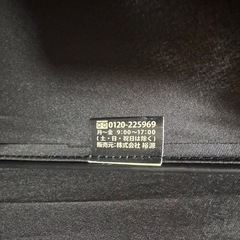 0120-225969
月～金 9:00～17:00
(土・日・祝日は除く)
販売元:株式会社 裕源